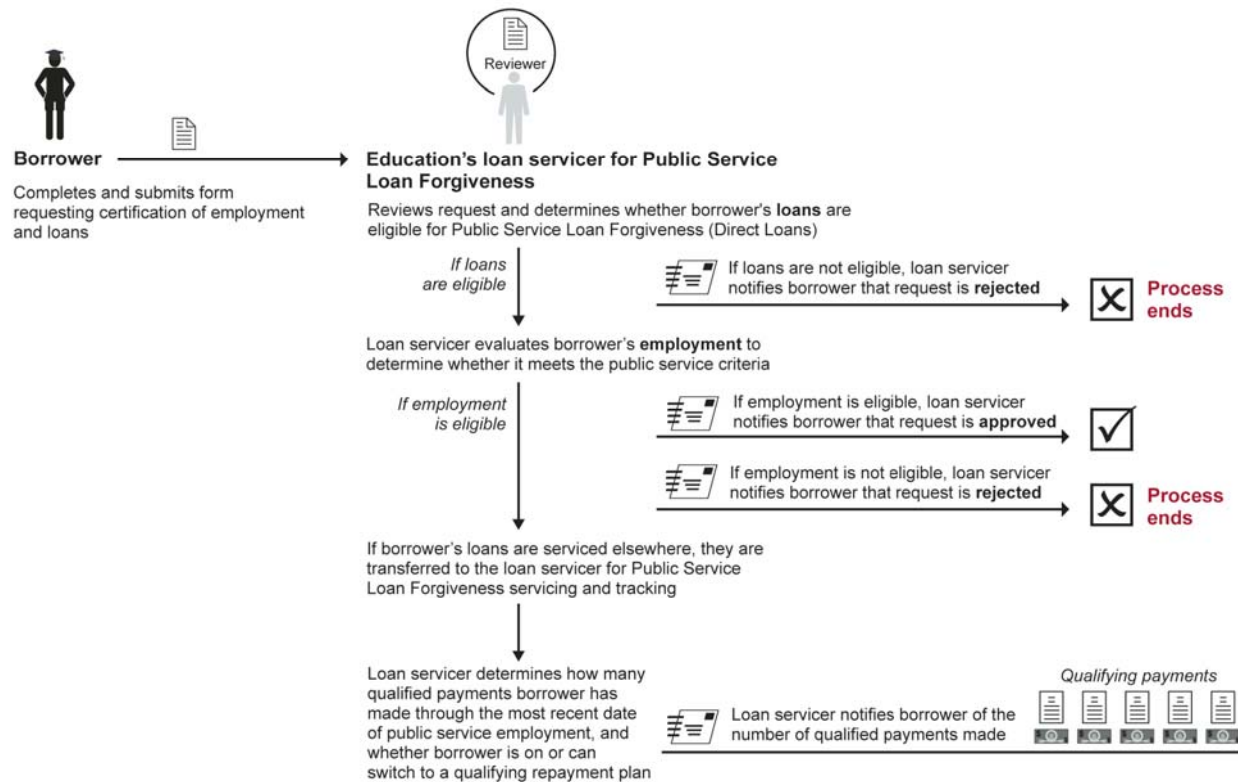 Reviewer
Borrower
Completes and submits form
requesting certification of employment
and loans
Education's loan servicer for Public Service
Loan Forgiveness
Reviews request and determines whether borrower's loans are
eligible for Public Service Loan Forgiveness (Direct Loans)
If loans
are eligible
If loans are not eligible, loan servicer
notifies borrower that request is rejected
Process
ends
Loan servicer evaluates borrower's employment to
determine whether it meets the public service criteria
If employment
is eligible
If employment is eligible, loan servicer
notifies borrower that request is approved
If employment is not eligible, loan servicer
notifies borrower that request is rejected
Process
ends
If borrower's loans are serviced elsewhere, they are
transferred to the loan servicer for Public Service
Loan Forgiveness servicing and tracking
Loan servicer determines how many
qualified payments borrower has
made through the most recent date
of public service employment, and
whether borrower is on or can
switch to a qualifying repayment plan
Loan servicer notifies borrower of the
number of qualified payments made
Qualifying payments